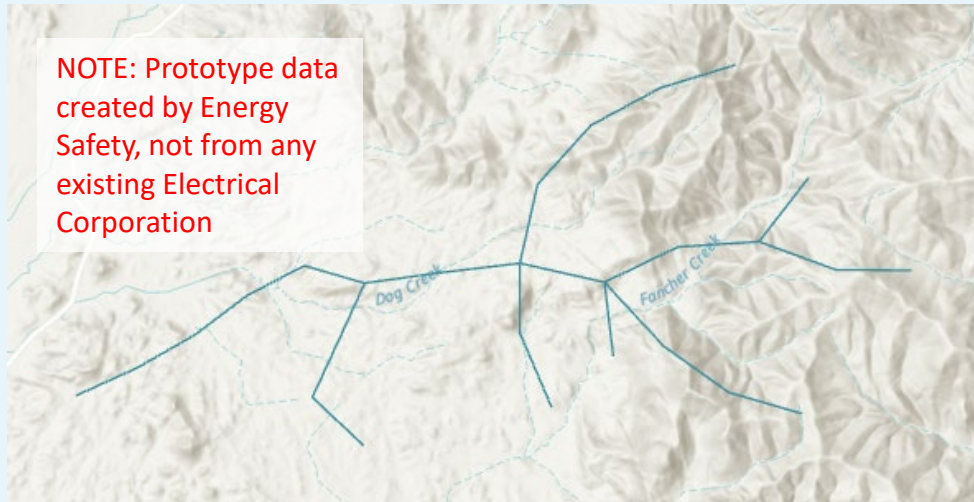 NOTE: Prototype data
created by Energy
Safety, not from any
existing Electrical
Corporation
Dog Creek
Fancher Creek